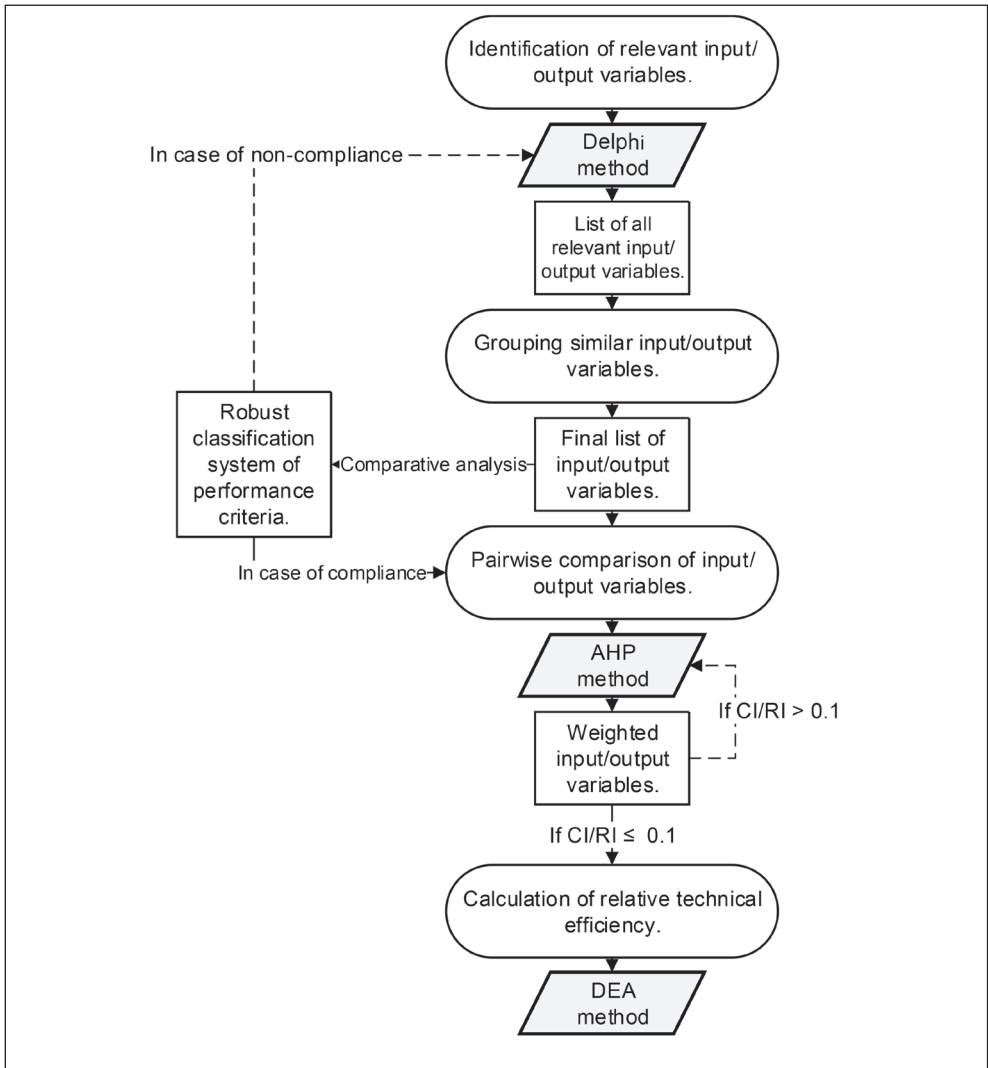 Identification of relevant input/
output variables.
Delphi
method
In case of non-compliance
List of all
relevant input/
output variables.
Grouping similar input/output
variables.
Robust
classification
system of
performance
criteria.
Comparative analysis
Final list of
input/output
variables.
In case of compliance
Pairwise comparison of input/
output variables.
AHP
method
If CI/RI > 0.1
Weighted
input/output
variables.
If CI/RI ≤ 0.1
Calculation of relative technical
efficiency.
DEA
method